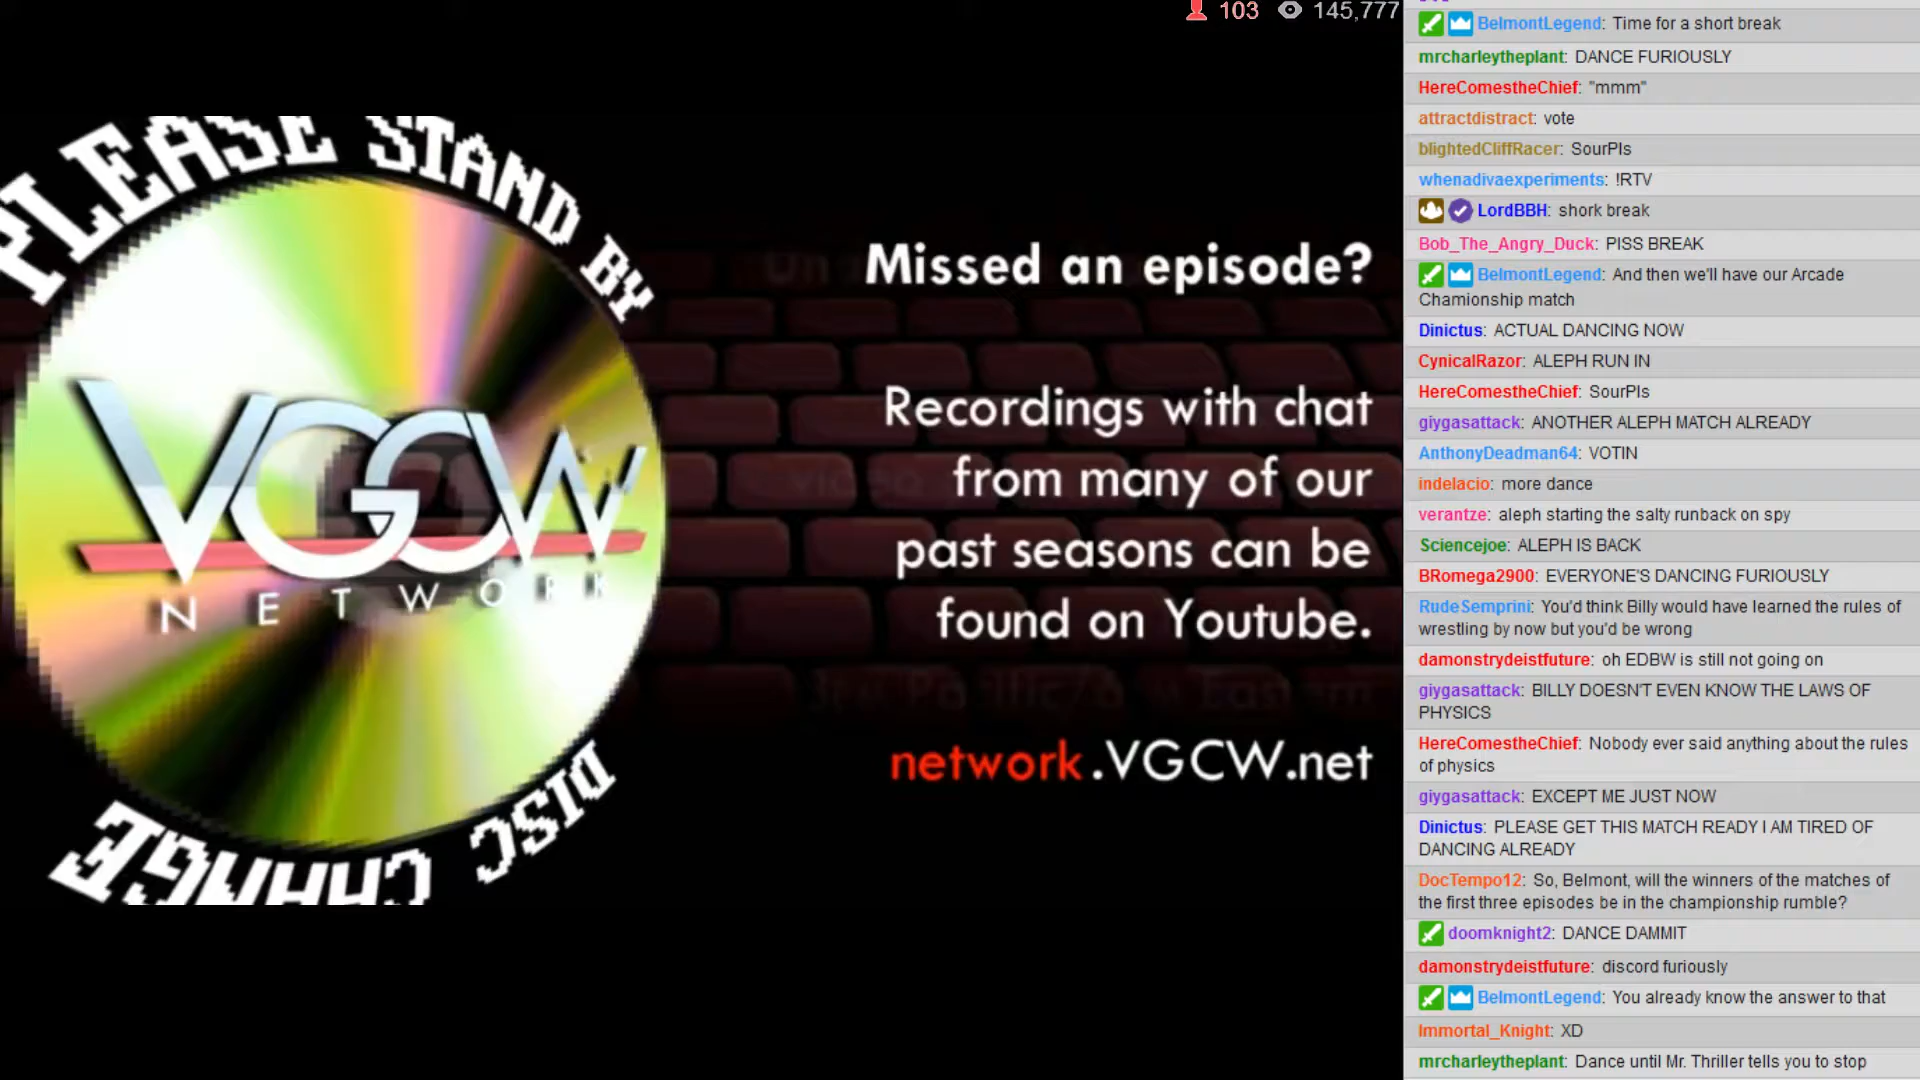 103 145,777
PLEASE STAND BY
VGCW
NETWORK
DISC CHANGE
Missed an episode?
Recordings with chat
from many of our
past seasons can be
found on Youtube.
network.VGCW.net
BelmontLegend: Time for a short break
mrcharleytheplant: DANCE FURIOUSLY
HereComestheChief: "mmm"
attractdistract: vote
blightedCliffRacer: SourPls
whenadivaexperiments: !RTV
LordBBH: shork break
Bob_The_Angry_Duck: PISS BREAK
BelmontLegend: And then we'll have our Arcade
Chamionship match
Dinictus: ACTUAL DANCING NOW
CynicalRazor: ALEPH RUN IN
HereComestheChief: SourPls
giygasattack: ANOTHER ALEPH MATCH ALREADY
AnthonyDeadman64: VOTIN
indelacio: more dance
verantze: aleph starting the salty runback on spy
Sciencejoe: ALEPH IS BACK
BRomega2900: EVERYONE'S DANCING FURIOUSLY
RudeSemprini: You'd think Billy would have learned the rules of
wrestling by now but you'd be wrong
damonstrydeistfuture: oh EDBW is still not going on
giygasattack: BILLY DOESN'T EVEN KNOW THE LAWS OF
PHYSICS
HereComestheChief: Nobody ever said anything about the rules
of physics
giygasattack: EXCEPT ME JUST NOW
Dinictus: PLEASE GET THIS MATCH READY I AM TIRED OF
DANCING ALREADY
DocTempo12: So, Belmont, will the winners of the matches of
the first three episodes be in the championship rumble?
doomknight2: DANCE DAMMIT
damonstrydeistfuture: discord furiously
BelmontLegend: You already know the answer to that
Immortal_Knight: XD
mrcharleytheplant: Dance until Mr. Thriller tells you to stop